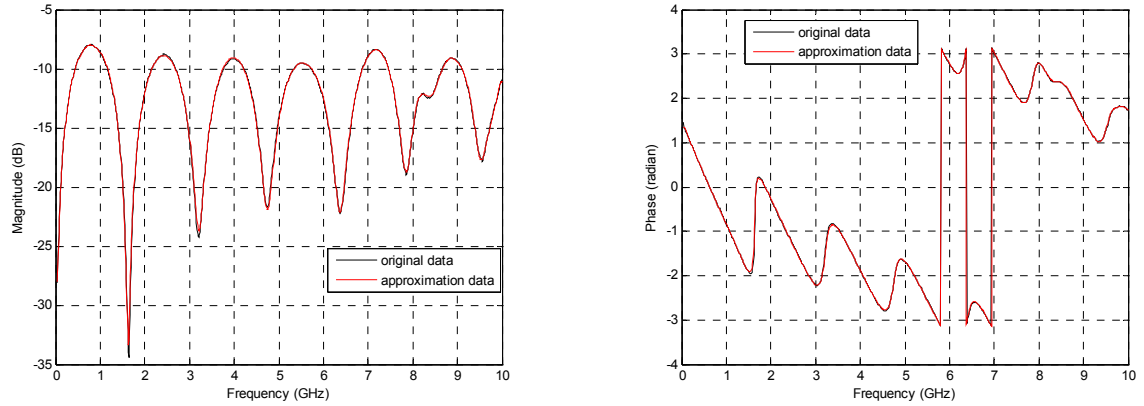 -5
-10
-15
-20
-25
-30
-35
Magnitude (dB)
original data
approximation data
0 1 2 3 4 5 6 7 8 9 10
Frequency (GHz)
4
3
2
1
0
-1
-2
-3
-4
Phase (radian)
original data
approximation data
0 1 2 3 4 5 6 7 8 9 10
Frequency (GHz)